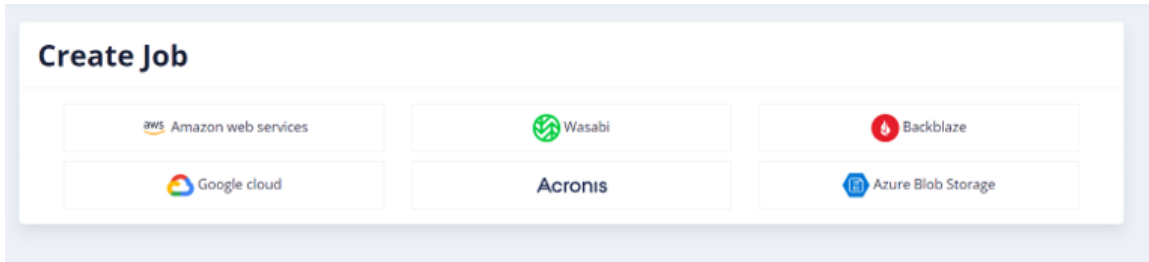 Create Job
aws Amazon web services
Wasabi
Backblaze
Google cloud
Acronis
Azure Blob Storage